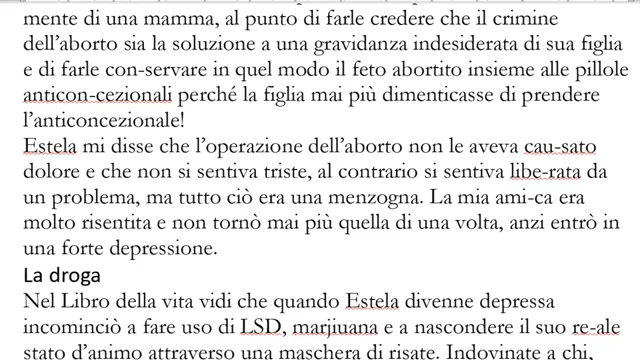 mente di una mamma, al punto di farle credere che il crimine
dell’aborto sia la soluzione a una gravidanza indesiderata di sua figlia
e di farle con-servare in quel modo il feto abortito insieme alle pillole
anticon-cezionali perché la figlia mai più dimenticasse di prendere
l’anticoncezionale!
Estela mi disse che l’operazione dell’aborto non le aveva cau-sato
dolore e che non si sentiva triste, al contrario si sentiva libe-rata da
un problema, ma tutto ciò era una menzogna. La mia ami-ca era
molto risentita e non tornò mai più quella di una volta, anzi entrò in
una forte depressione.
La droga
Nel Libro della vita vidi che quando Estela divenne depressa
incominciò a fare uso di LSD, marjiuana e a nascondere il suo re-ale
stato d’animo attraverso una maschera di risate. Indovinate a chi,